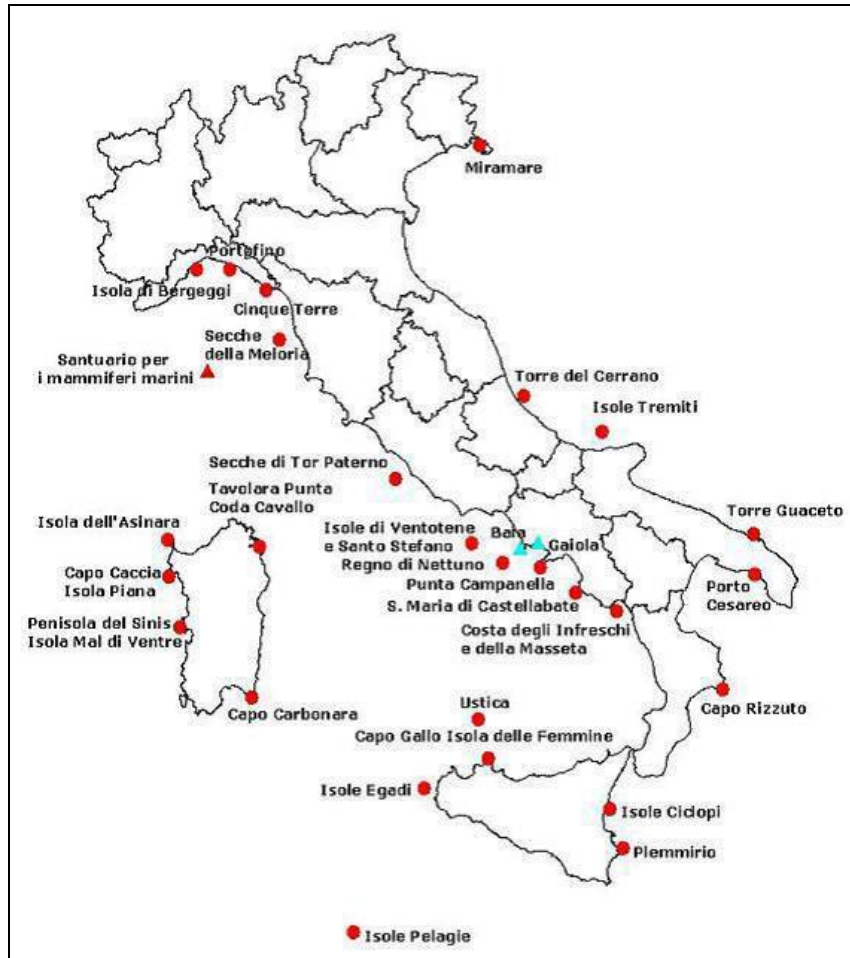 Miramare
Portofino
Isola di Bergeggi
Cinque Terre
Secche
della Meloria
Santuario per
i mammiferi marini
Torre del Cerrano
Isole Tremiti
Secche di Tor Paterno
Tavolara Punta
Coda Cavallo
Isola dell'Asinara
Isole di Ventotene
e Santo Stefano
Baia
Gaiola
Torre Guaceto
Regno di Nettuno
Capo Caccia
Isola Piana
Punta Campanella
Porto
Cesareo
S. Maria di Castellabate
Penisola del Sinis
Isola Mal di Ventre
Costa degli Infreschi
e della Masseta
Capo Carbonara
Ustica
Capo Rizzuto
Capo Gallo Isola delle Femmine
Isole Egadi
Isole Ciclopi
Plemmirio
Isole Pelagie